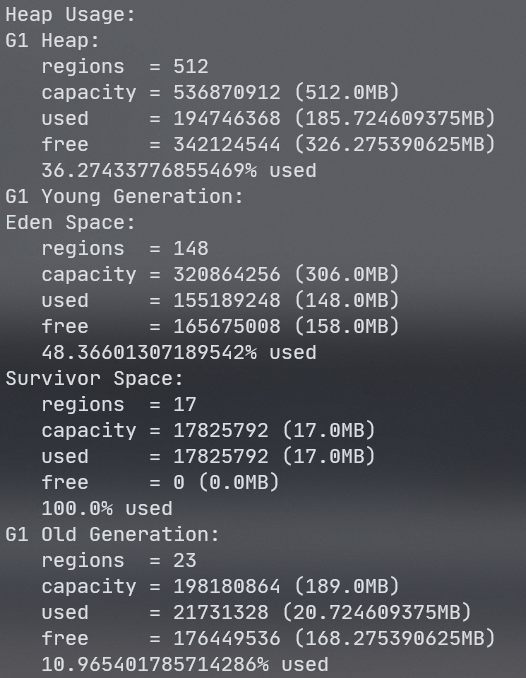 Heap Usage:
G1 Heap:
   regions  = 512
   capacity = 536870912 (512.0MB)
   used     = 194746368 (185.724609375MB)
   free     = 342124544 (326.275390625MB)
   36.27433776855469% used
G1 Young Generation:
Eden Space:
   regions  = 148
   capacity = 320864256 (306.0MB)
   used     = 155189248 (148.0MB)
   free     = 165675008 (158.0MB)
   48.36601307189542% used
Survivor Space:
   regions  = 17
   capacity = 17825792 (17.0MB)
   used     = 17825792 (17.0MB)
   free     = 0 (0.0MB)
   100.0% used
G1 Old Generation:
   regions  = 23
   capacity = 198180864 (189.0MB)
   used     = 21731328 (20.724609375MB)
   free     = 176449536 (168.275390625MB)
   10.965401785714286% used